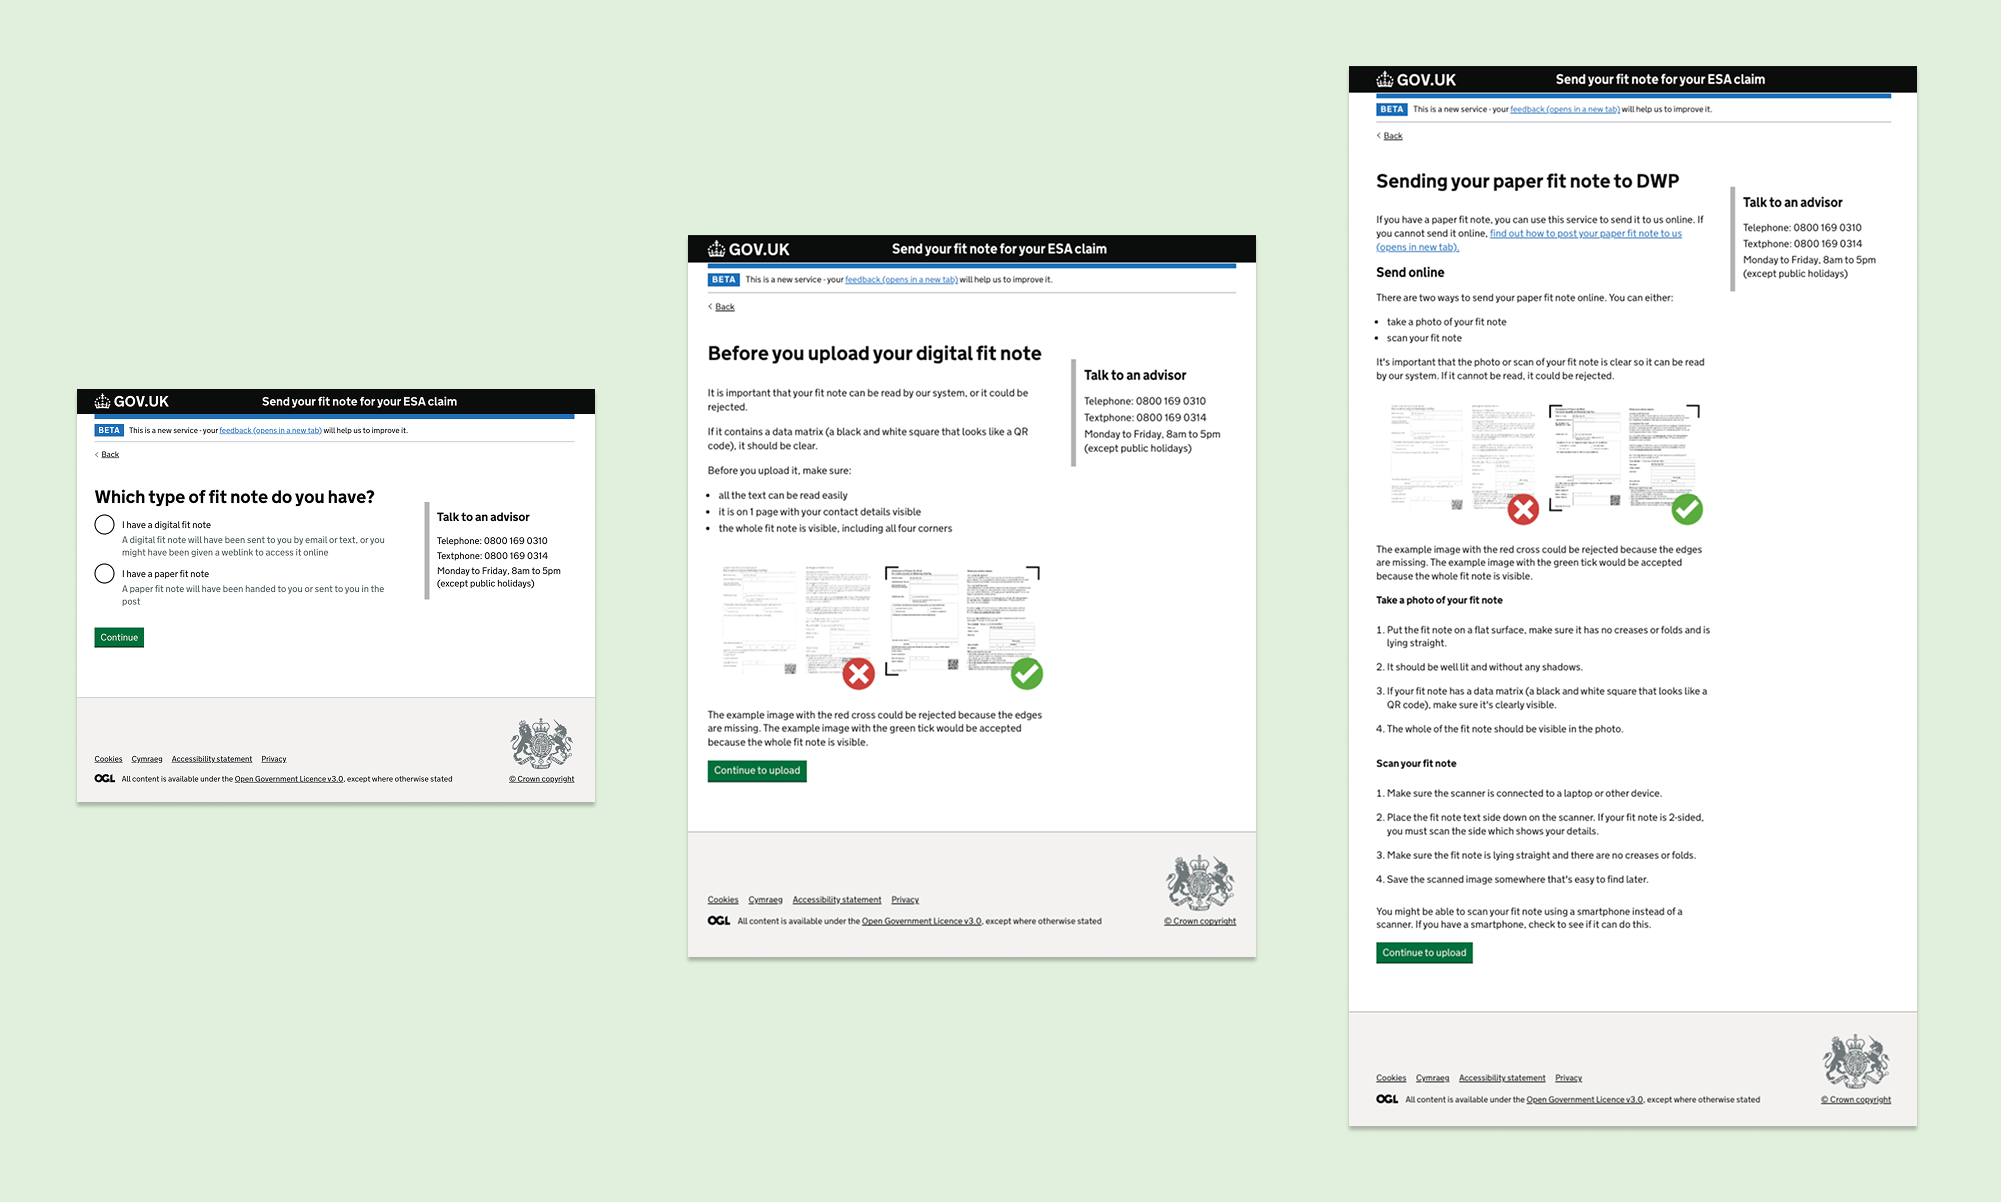 GOV.UK
Send your fit note for your ESA claim
BETA This is a new service - your feedback (opens in a new tab) will help us to improve it.
Back
Which type of fit note do you have?
I have a digital fit note
A digital fit note will have been sent to you by email or text, or you
might have been given a weblink to access it online
I have a paper fit note
A paper fit note will have been handed to you or sent to you in the
post
Continue
Talk to an advisor
Telephone: 0800 169 0310
Textphone: 0800 169 0314
Monday to Friday, 8am to 5pm
(except public holidays)
Cookies Cymraeg Accessibility statement Privacy
OGL All content is available under the Open Government Licence v3.0, except where otherwise stated
© Crown copyright
GOV.UK
Send your fit note for your ESA claim
BETA This is a new service - your feedback (opens in a new tab) will help us to improve it.
Back
Before you upload your digital fit note
It is important that your fit note can be read by our system, or it could be
rejected.
If it contains a data matrix (a black and white square that looks like a QR
code), it should be clear.
Before you upload it, make sure:
• all the text can be read easily
• it is on 1 page with your contact details visible
• the whole fit note is visible, including all four corners
The example image with the red cross could be rejected because the edges
are missing. The example image with the green tick would be accepted
because the whole fit note is visible.
Continue to upload
Talk to an advisor
Telephone: 0800 169 0310
Textphone: 0800 169 0314
Monday to Friday, 8am to 5pm
(except public holidays)
Cookies Cymraeg Accessibility statement Privacy
OGL All content is available under the Open Government Licence v3.0, except where otherwise stated
© Crown copyright
GOV.UK
Send your fit note for your ESA claim
BETA This is a new service - your feedback (opens in a new tab) will help us to improve it.
Back
Sending your paper fit note to DWP
If you have a paper fit note, you can use this service to send it to us online. If
you cannot send it online, find out how to post your paper fit note to us
(opens in new tab).
Send online
There are two ways to send your paper fit note online. You can either:
• take a photo of your fit note
• scan your fit note
It's important that the photo or scan of your fit note is clear so it can be read
by our system. If it cannot be read, it could be rejected.
The example image with the red cross could be rejected because the edges
are missing. The example image with the green tick would be accepted
because the whole fit note is visible.
Take a photo of your fit note
1. Put the fit note on a flat surface, make sure it has no creases or folds and is
lying straight.
2. It should be well lit and without any shadows.
3. If your fit note has a data matrix (a black and white square that looks like a
QR code), make sure it's clearly visible.
4. The whole of the fit note should be visible in the photo.
Scan your fit note
1. Make sure the scanner is connected to a laptop or other device.
2. Place the fit note text side down on the scanner. If your fit note is 2-sided,
you must scan the side which shows your details.
3. Make sure the fit note is lying straight and there are no creases or folds.
4. Save the scanned image somewhere that's easy to find later.
You might be able to scan your fit note using a smartphone instead of a
scanner. If you have a smartphone, check to see if it can do this.
Continue to upload
Talk to an advisor
Telephone: 0800 169 0310
Textphone: 0800 169 0314
Monday to Friday, 8am to 5pm
(except public holidays)
Cookies Cymraeg Accessibility statement Privacy
OGL All content is available under the Open Government Licence v3.0, except where otherwise stated
© Crown copyright